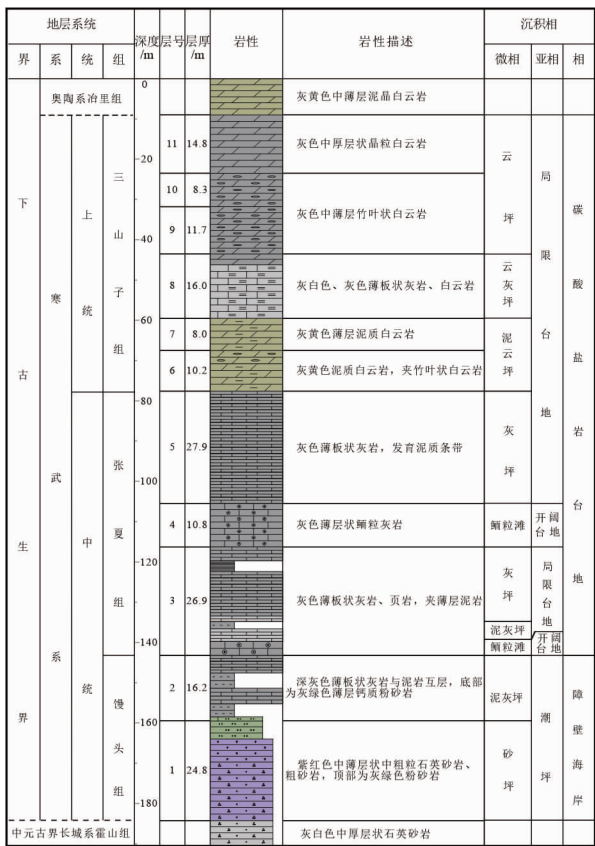 地层系统
深度/m
层号
层厚/m
岩性
岩性描述
沉积相
界
系
统
组
微相
亚相
相
0
20
40
60
80
100
120
140
160
180
下古生界
寒武系
上统
中统
奥陶系冶里组
三山子组
张夏组
馒头组
中元古界长城系霍山组
灰黄色中薄层泥晶白云岩
11 14.8 灰色中厚层状晶粒白云岩
10 8.3
9 11.7
灰色中薄层竹叶状白云岩
8 16.0 灰白色、灰色薄板状灰岩、白云岩
7 8.0 灰黄色薄层泥质白云岩
6 10.2 灰黄色泥质白云岩，夹竹叶状白云岩
5 27.9 灰色薄板状灰岩，发育泥质条带
4 10.8 灰色薄层状鲕粒灰岩
3 26.9 灰色薄板状灰岩、页岩，夹薄层泥岩
2 16.2 深灰色薄板状灰岩与泥岩互层，底部
为灰绿色薄层钙质粉砂岩
1 24.8 紫红色中薄层状中粗粒石英砂岩、
粗砂岩，顶部为灰绿色粉砂岩
灰白色中厚层状石英砂岩
云坪
云灰坪
泥云坪
灰坪
鲕粒滩
灰坪
泥灰坪
鲕粒滩
泥灰坪
砂坪
局限台地
开阔
台地
局限台地
开阔
台地
潮坪
碳酸盐岩台地
障壁海岸